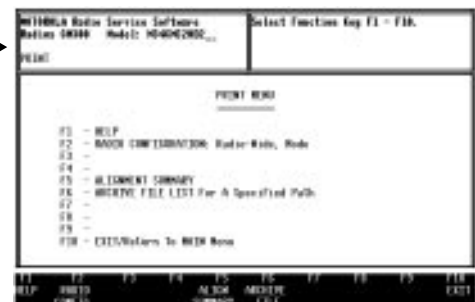 MOTOROLA Radio Service Software
Radius GM300 Model:
Select Function Key F1 - F10.
PRINT
PRINT MENU
F1 - HELP
F2 - RADIO CONFIGURATION: Radio-Wide, Mode
F3 -
F4 -
F5 - ALIGNMENT SUMMARY
F6 - ARCHIVE FILE LIST For A Specified Path
F7 -
F8 -
F9 -
F10 - EXIT/Return To MAIN Menu
F1 F2 F3 F4 F5 F6 F7 F8 F9 F10
HELP RADIO ALIGN ARCHIVE EXIT
CONFIG SUMMARY FILE